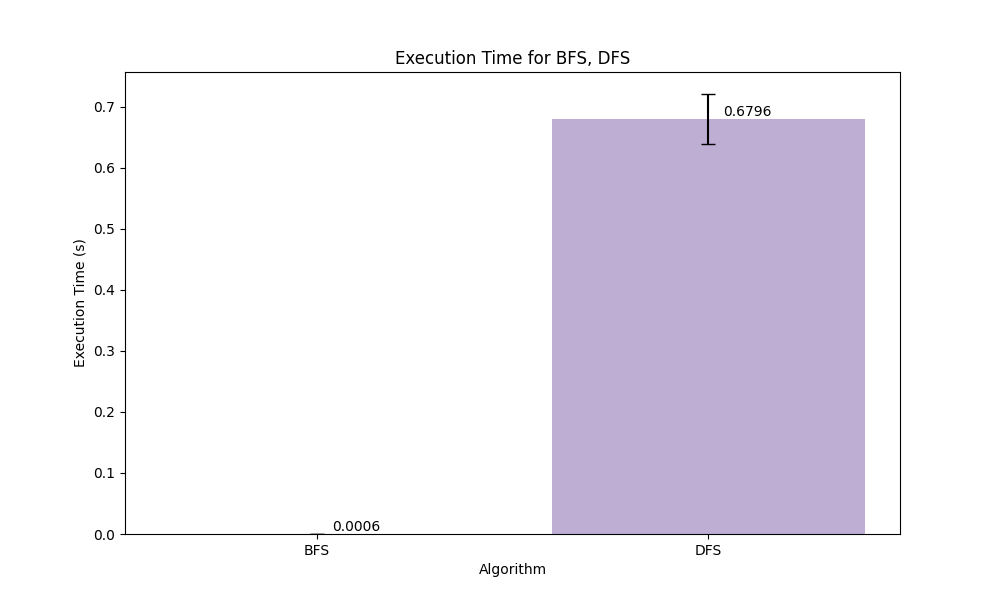 Execution Time for BFS, DFS
0.7
0.6
0.5
0.4
0.3
0.2
0.1
0.0
Execution Time (s)
0.6796
0.0006
BFS
DFS
Algorithm